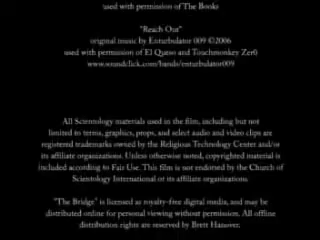 used with permission of The Books
"Reach Out"
original music by Enturbulator 009 ©2006
used with permission of El Queso and Touchmonkey Zer0
www.soundclick.com/bands/enturbulator009
All Scientology materials used in the film, including but not
limited to terms, graphics, props, and select audio and video clips are
registered trademarks owned by the Religious Technology Center and/or
its affiliate organizations. Unless otherwise noted, copyrighted material is
included according to Fair Use. This film is not endorsed by the Church of
Scientology International or its affiliate organizations.
"The Bridge" is licensed as royalty-free digital media, and may be
distributed online for personal viewing without permission. All offline
distribution rights are reserved by Brett Hanover.